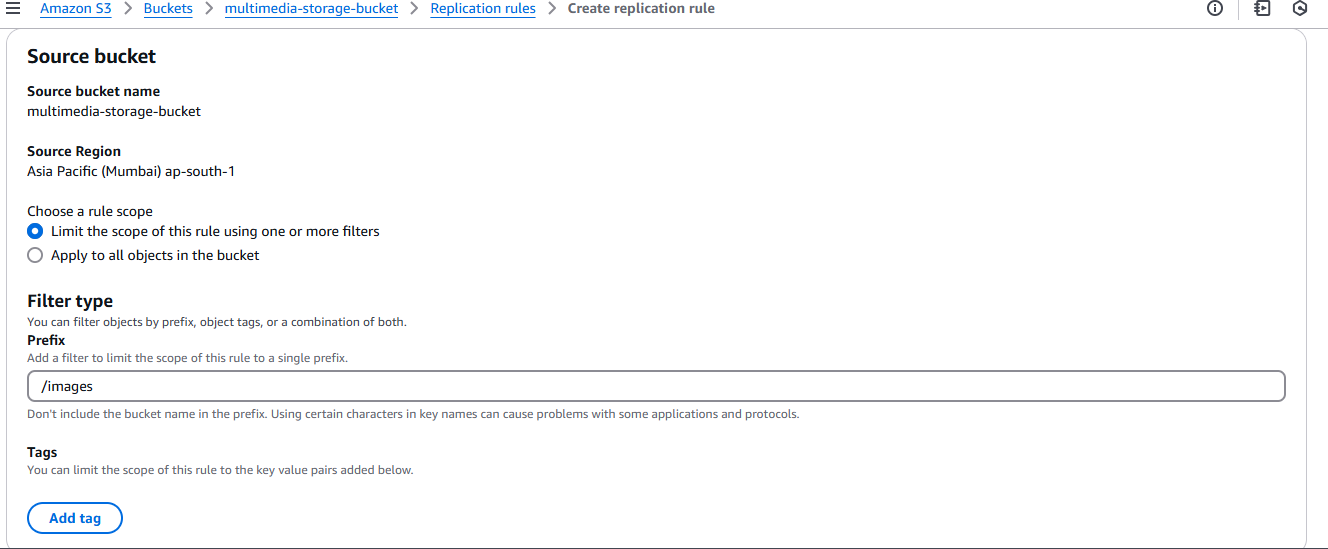 Amazon S3 > Buckets > multimedia-storage-bucket > Replication rules > Create replication rule
Source bucket
Source bucket name
multimedia-storage-bucket
Source Region
Asia Pacific (Mumbai) ap-south-1
Choose a rule scope
Limit the scope of this rule using one or more filters
Apply to all objects in the bucket
Filter type
You can filter objects by prefix, object tags, or a combination of both.
Prefix
Add a filter to limit the scope of this rule to a single prefix.
/images
Don't include the bucket name in the prefix. Using certain characters in key names can cause problems with some applications and protocols.
Tags
You can limit the scope of this rule to the key value pairs added below.
Add tag